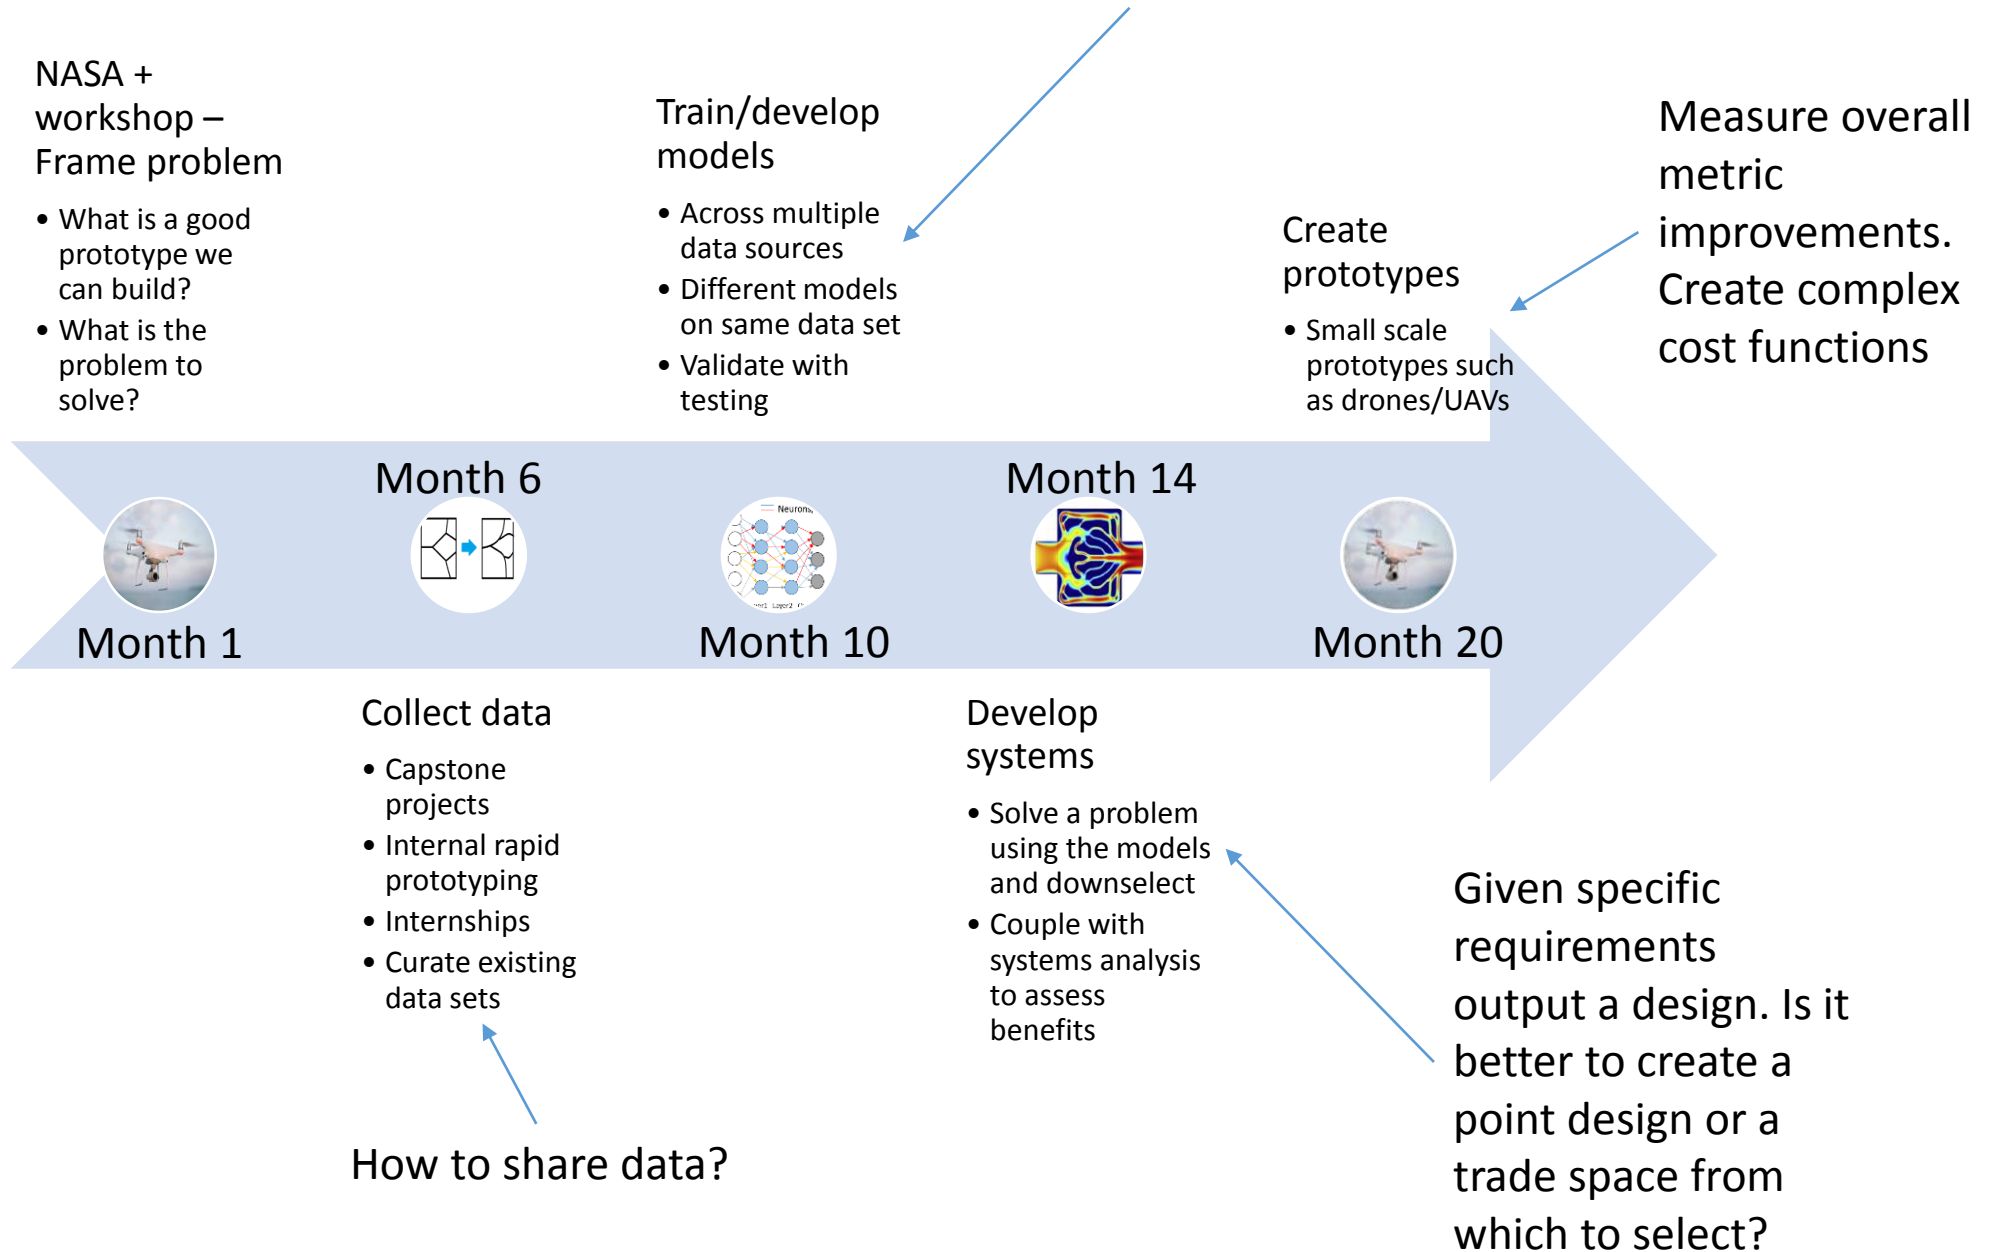 NASA +
workshop –
Frame problem
• What is a good
prototype we
can build?
• What is the
problem to
solve?
Train/develop
models
• Across multiple
data sources
• Different models
on same data set
• Validate with
testing
Create
prototypes
• Small scale
prototypes such
as drones/UAVs
Measure overall
metric
improvements.
Create complex
cost functions
Month 6
Month 14
Month 1
Month 10
Month 20
Collect data
• Capstone
projects
• Internal rapid
prototyping
• Internships
• Curate existing
data sets
How to share data?
Develop
systems
• Solve a problem
using the models
and downselect
• Couple with
systems analysis
to assess
benefits
Given specific
requirements
output a design. Is it
better to create a
point design or a
trade space from
which to select?
Layer2